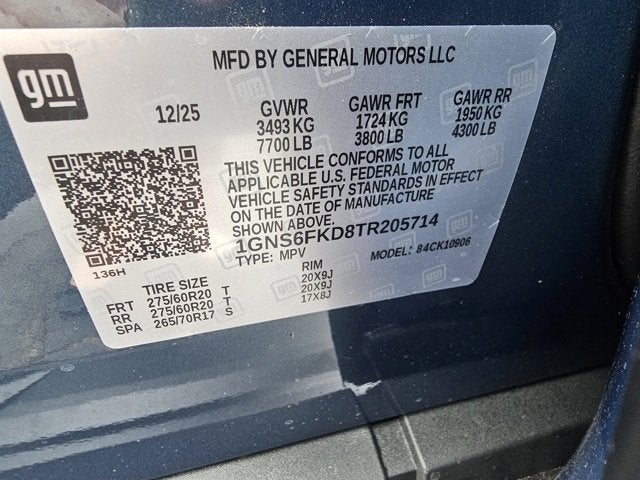 gm
MFD BY GENERAL MOTORS LLC
12/25 GVWR GAWR FRT GAWR RR
3493 KG 1724 KG 1950 KG
7700 LB 3800 LB 4300 LB
THIS VEHICLE CONFORMS TO ALL
APPLICABLE U.S. FEDERAL MOTOR
VEHICLE SAFETY STANDARDS IN EFFECT
ON THE DATE OF MANUFACTURE
SHOWN ABOVE.
1GNS6FKD8TR205714
TYPE: MPV MODEL: 84CK10906
136H
TIRE SIZE RIM
FRT 275/60R20 T 20X9J
RR 275/60R20 T 20X9J
SPA 265/70R17 S 17X8J